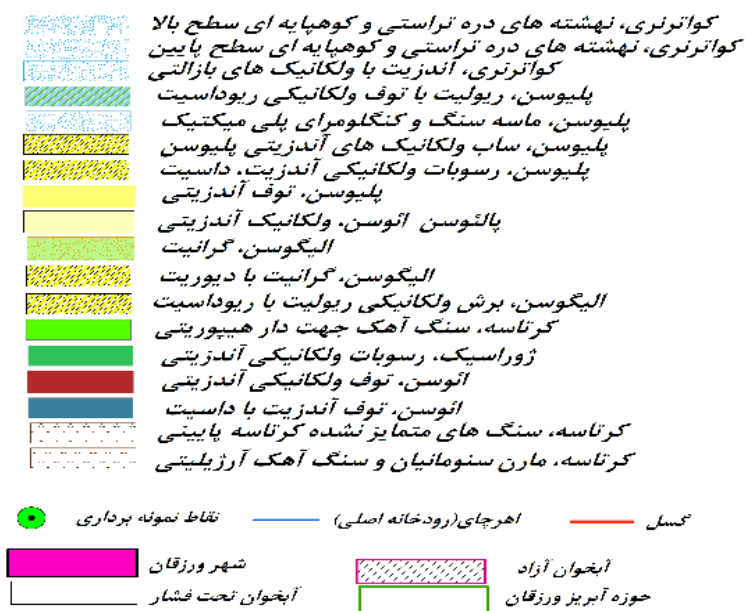 کواترنری، نهشته های دره تراستی و کوهپایه ای سطح بالا
کواترنری، نهشته های دره تراستی و کوهپایه ای سطح پایین
کواترنری، آندزیت با ولکانیک های بازالتی
پلیوسن، ریولیت با توف ولکانیکی ریوداسیت
پلیوسن، ماسه سنگ و کنگلومرای پلی میکتیک
پلیوسن، ساب ولکانیک های آندزیتی پلیوسن
پلیوسن، رسوبات ولکانیکی آندزیت، داسیت
پلیوسن، توف آندزیتی
پالئوسن ائوسن، ولکانیک آندزیتی
الیگوسن، گرانیت
الیگوسن، گرانیت با دیوریت
الیگوسن، برش ولکانیکی ریولیت با ریوداسیت
کرتاسه، سنگ آهک جهت دار هیپوریتی
ژوراسیک، رسوبات ولکانیکی آندزیتی
ائوسن، توف ولکانیکی آندزیتی
ائوسن، توف آندزیت با داسیت
کرتاسه، سنگ های متمایز نشده کرتاسه پایینی
کرتاسه، مارن سنومانیان و سنگ آهک آرژیلیتی
گسل اهرچای(رودخانه اصلی) نقاط نمونه برداری
آبخوان آزاد شهر ورزقان
حوزه آبریز ورزقان آبخوان تحت فشار